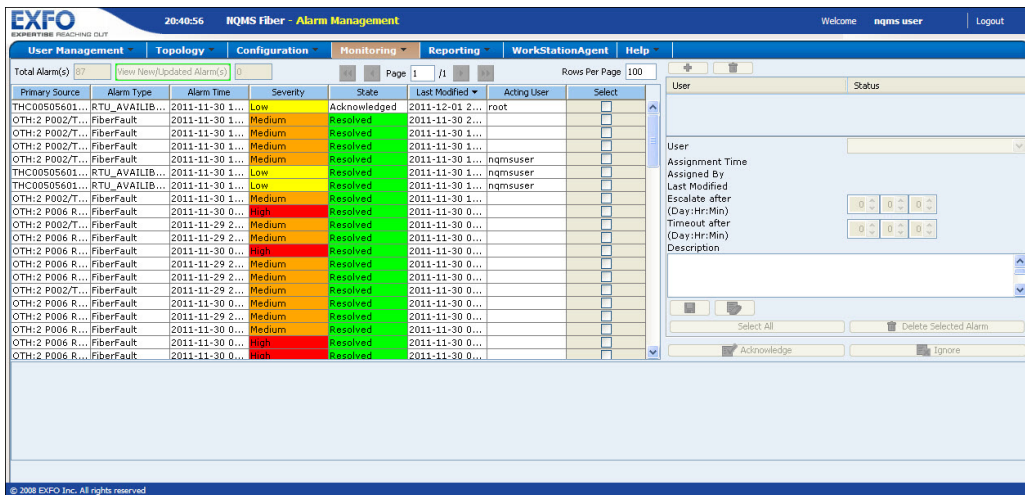 EXFO
EXPERTISE REACHING OUT
20:40:56 NQMS Fiber - Alarm Management Welcome nqms user Logout
User Management Topology Configuration Monitoring Reporting WorkStationAgent Help
Total Alarm(s) 87 View New/Updated Alarm(s) 0 Page 1 /1 Rows Per Page 100
Primary Source Alarm Type Alarm Time Severity State Last Modified Acting User Select
THC00505601... RTU_AVAILIB... 2011-11-30 1... Low Acknowledged 2011-12-01 2... root
OTH:2 P002/T... FiberFault 2011-11-30 1... Medium Resolved 2011-11-30 2...
OTH:2 P002/T... FiberFault 2011-11-30 1... Medium Resolved 2011-11-30 1...
OTH:2 P002/T... FiberFault 2011-11-30 1... Medium Resolved 2011-11-30 1...
OTH:2 P002/T... FiberFault 2011-11-30 1... Medium Resolved 2011-11-30 1... nqmsuser
THC00505601... RTU_AVAILIB... 2011-11-30 1... Low Resolved 2011-11-30 1... nqmsuser
THC00505601... RTU_AVAILIB... 2011-11-30 1... Low Resolved 2011-11-30 1... nqmsuser
OTH:2 P002/T... FiberFault 2011-11-30 1... Medium Resolved 2011-11-30 1...
OTH:2 P006 R... FiberFault 2011-11-30 0... High Resolved 2011-11-30 0...
OTH:2 P002/T... FiberFault 2011-11-29 2... Medium Resolved 2011-11-30 0...
OTH:2 P006 R... FiberFault 2011-11-29 2... Medium Resolved 2011-11-30 0...
OTH:2 P006 R... FiberFault 2011-11-30 0... High Resolved 2011-11-30 0...
OTH:2 P006 R... FiberFault 2011-11-29 2... Medium Resolved 2011-11-30 0...
OTH:2 P006 R... FiberFault 2011-11-29 2... Medium Resolved 2011-11-30 0...
OTH:2 P002/T... FiberFault 2011-11-29 2... Medium Resolved 2011-11-30 0...
OTH:2 P006 R... FiberFault 2011-11-30 0... Medium Resolved 2011-11-30 0...
OTH:2 P006 R... FiberFault 2011-11-29 2... Medium Resolved 2011-11-30 0...
OTH:2 P006 R... FiberFault 2011-11-30 0... Medium Resolved 2011-11-30 0...
OTH:2 P006 R... FiberFault 2011-11-30 0... High Resolved 2011-11-30 0...
OTH:2 P006 R... FiberFault 2011-11-30 0... High Resolved 2011-11-30 0...
User Status
User
Assignment Time
Assigned By
Last Modified
Escalate after
(Day:Hr:Min) 0 0 0
Timeout after
(Day:Hr:Min) 0 0 0
Description
Select All Delete Selected Alarm
Acknowledge Ignore
© 2008 EXFO Inc. All rights reserved